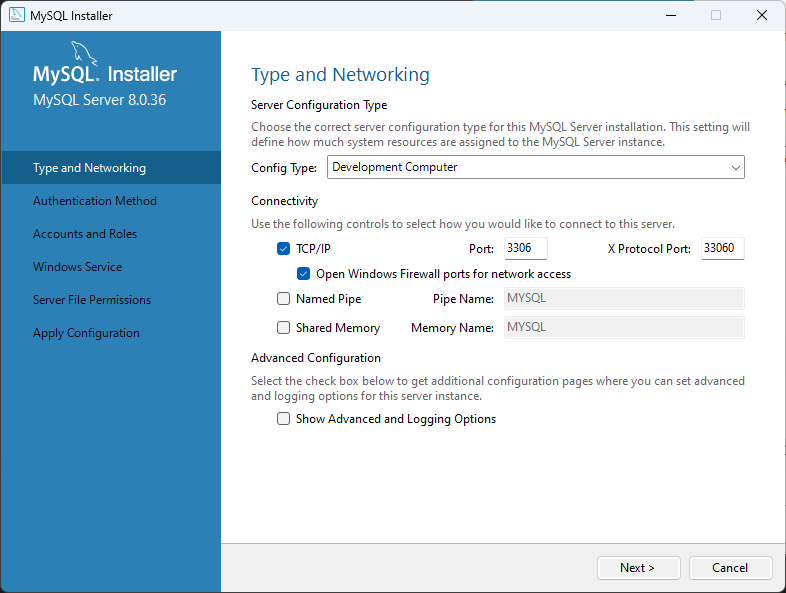 MySQL Installer
MySQL. Installer
MySQL Server 8.0.36
Type and Networking
Authentication Method
Accounts and Roles
Windows Service
Server File Permissions
Apply Configuration
Type and Networking
Server Configuration Type
Choose the correct server configuration type for this MySQL Server installation. This setting will
define how much system resources are assigned to the MySQL Server instance.
Config Type: Development Computer
Connectivity
Use the following controls to select how you would like to connect to this server.
TCP/IP Port: 3306 X Protocol Port: 33060
Open Windows Firewall ports for network access
Named Pipe Pipe Name: MYSQL
Shared Memory Memory Name: MYSQL
Advanced Configuration
Select the check box below to get additional configuration pages where you can set advanced
and logging options for this server instance.
Show Advanced and Logging Options
Next > Cancel